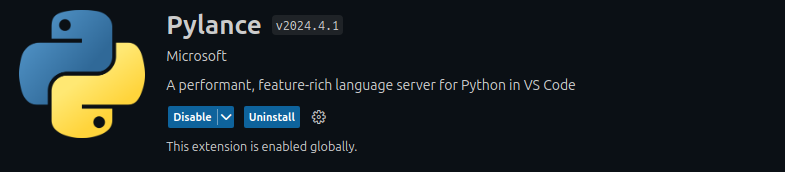 Pylance v2024.4.1
Microsoft
A performant, feature-rich language server for Python in VS Code
Disable Uninstall
This extension is enabled globally.